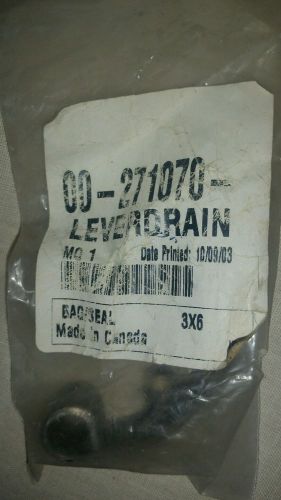 00-271070-
LEVERDRAIN
MQ 1 Date Printed: 10/09/03
BAG/SEAL 3X6
Made in Canada